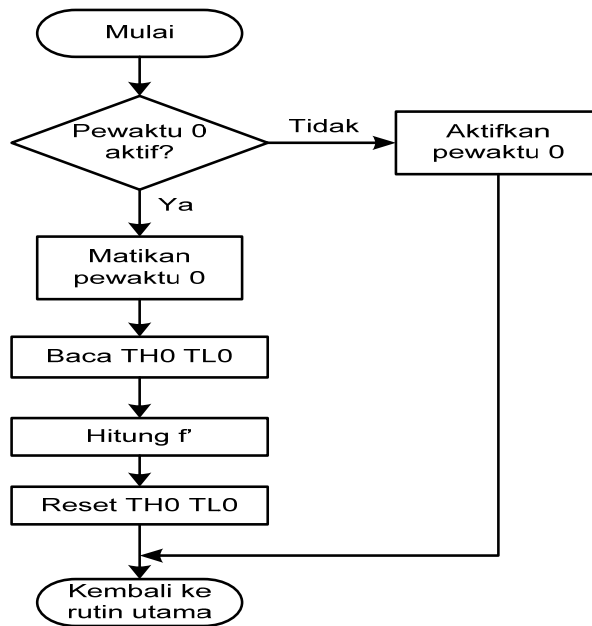 Mulai
Pewaktu 0
aktif?
Tidak
Aktifkan
pewaktu 0
Ya
Matikan
pewaktu 0
Baca TH0 TL0
Hitung f'
Reset TH0 TL0
Kembali ke
rutin utama